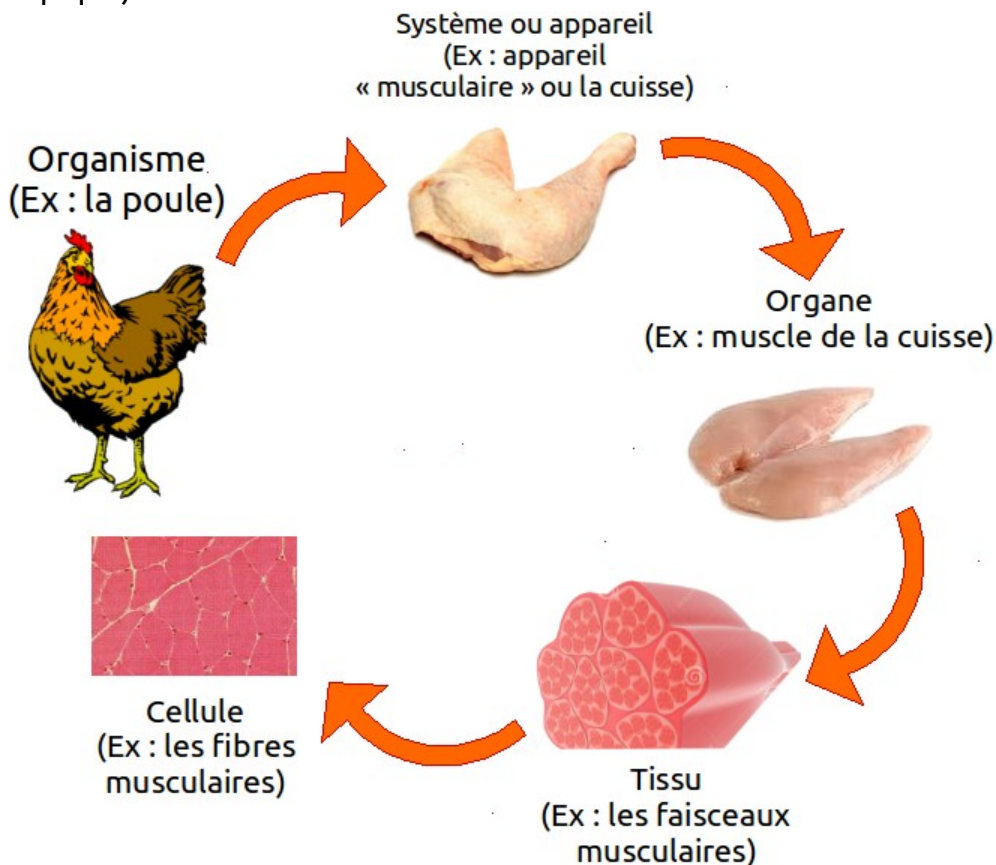 Système ou appareil
(Ex : appareil
« musculaire » ou la cuisse)
Organisme
(Ex : la poule)
Organe
(Ex : muscle de la cuisse)
Tissu
(Ex : les faisceaux
musculaires)
Cellule
(Ex : les fibres
musculaires)